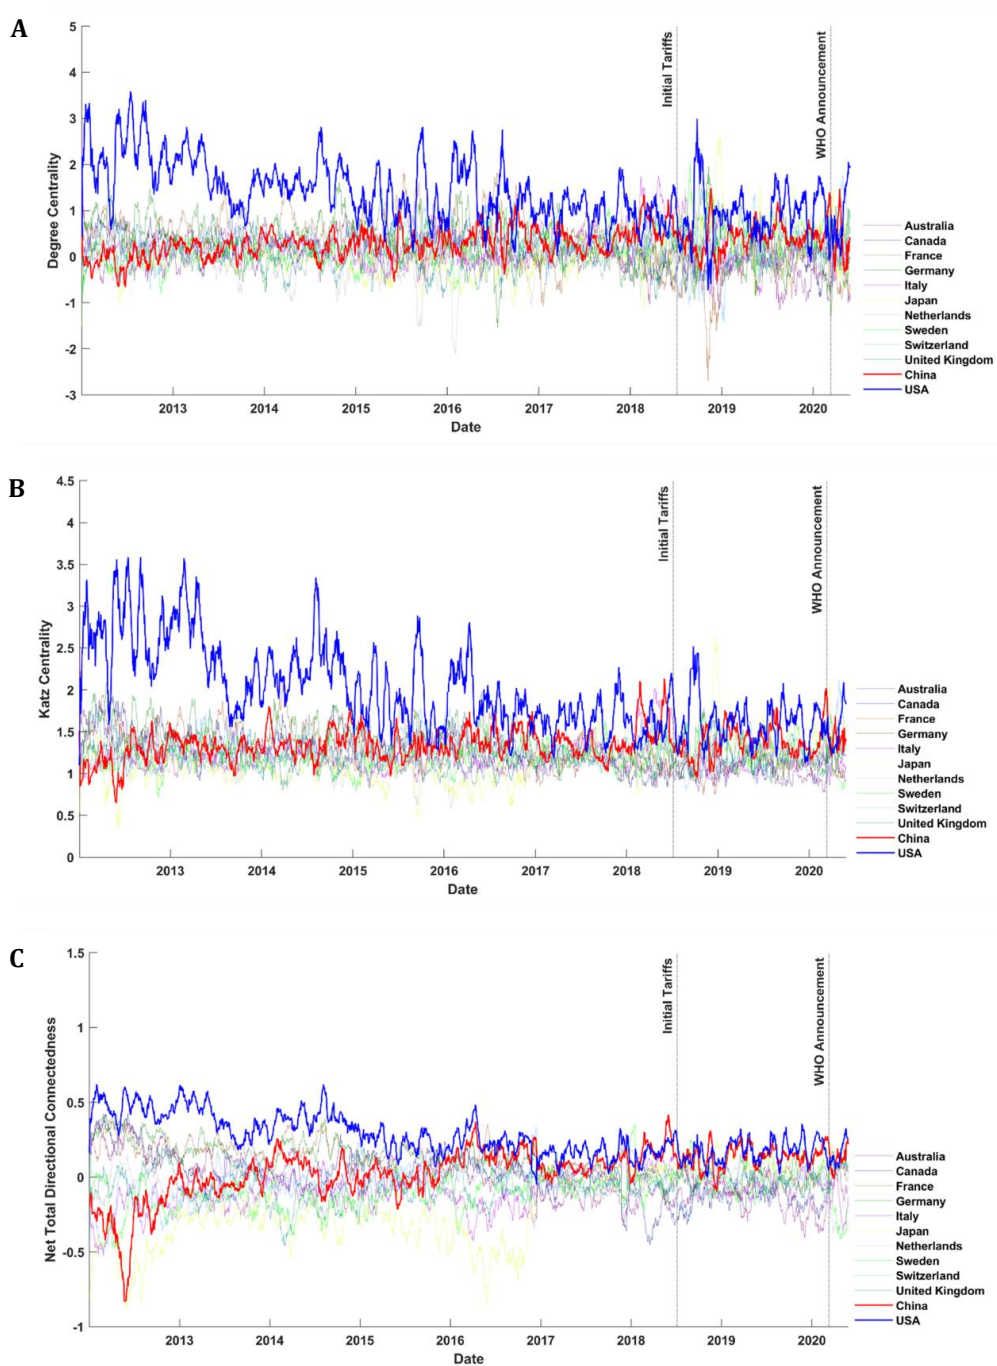 A
5
4
3
2
1
0
-1
-2
-3
Degree Centrality
2013 2014 2015 2016 2017 2018 2019 2020
Date
Initial Tariffs
WHO Announcement
Australia
Canada
France
Germany
Italy
Japan
Netherlands
Sweden
Switzerland
United Kingdom
China
USA
B
4.5
4
3.5
3
2.5
2
1.5
1
0.5
0
Katz Centrality
2013 2014 2015 2016 2017 2018 2019 2020
Date
Initial Tariffs
WHO Announcement
Australia
Canada
France
Germany
Italy
Japan
Netherlands
Sweden
Switzerland
United Kingdom
China
USA
C
1.5
1
0.5
0
-0.5
-1
Net Total Directional Connectedness
2013 2014 2015 2016 2017 2018 2019 2020
Date
Initial Tariffs
WHO Announcement
Australia
Canada
France
Germany
Italy
Japan
Netherlands
Sweden
Switzerland
United Kingdom
China
USA